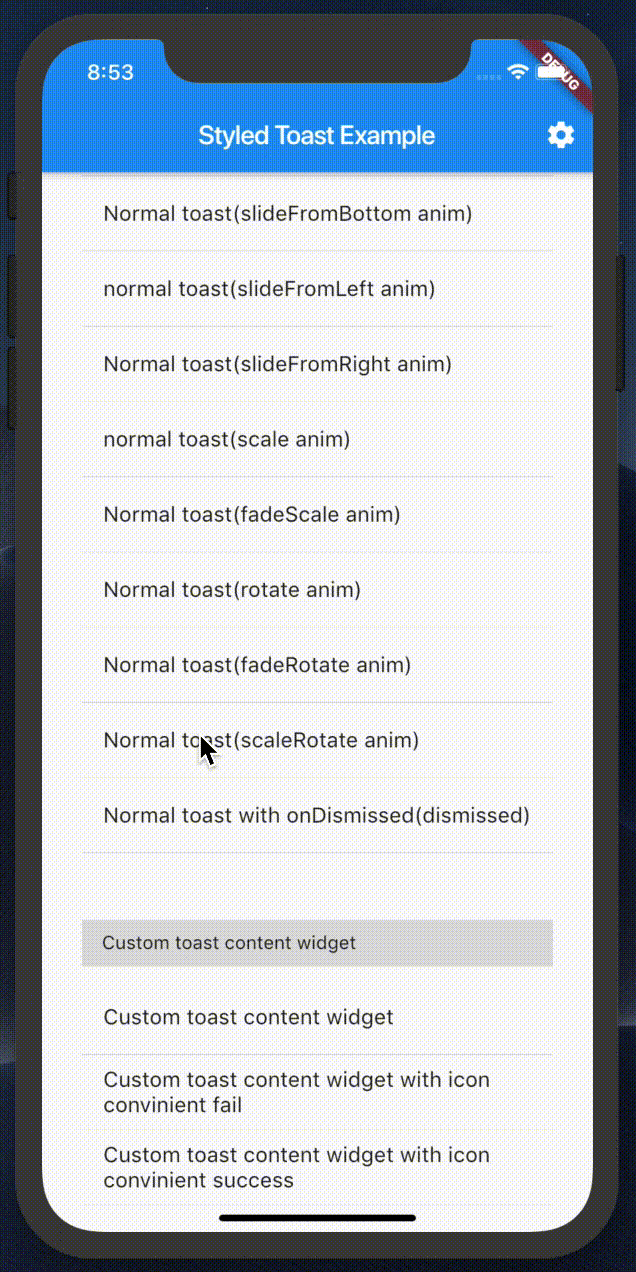 8:53
DEBUG
Styled Toast Example
Normal toast(slideFromBottom anim)
normal toast(slideFromLeft anim)
Normal toast(slideFromRight anim)
normal toast(scale anim)
Normal toast(fadeScale anim)
Normal toast(rotate anim)
Normal toast(fadeRotate anim)
Normal toast(scaleRotate anim)
Normal toast with onDismissed(dismissed)
Custom toast content widget
Custom toast content widget
Custom toast content widget with icon
convinient fail
Custom toast content widget with icon
convinient success